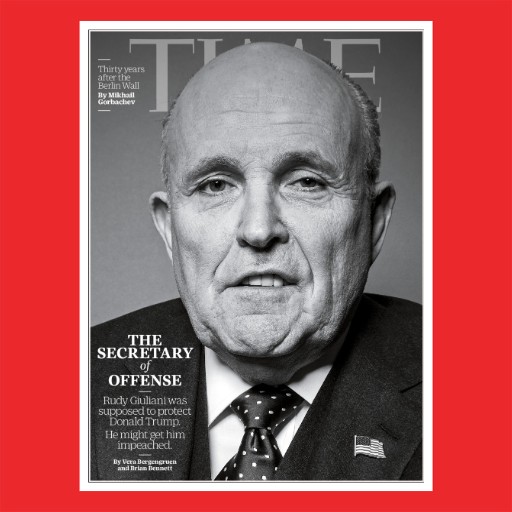 TIME
Thirty years
after the
Berlin Wall
By Mikhail
Gorbachev
THE
SECRETARY
of
OFFENSE
Rudy Giuliani was
supposed to protect
Donald Trump.
He might get him
impeached.
By Vera Bergengruen
and Brian Bennett